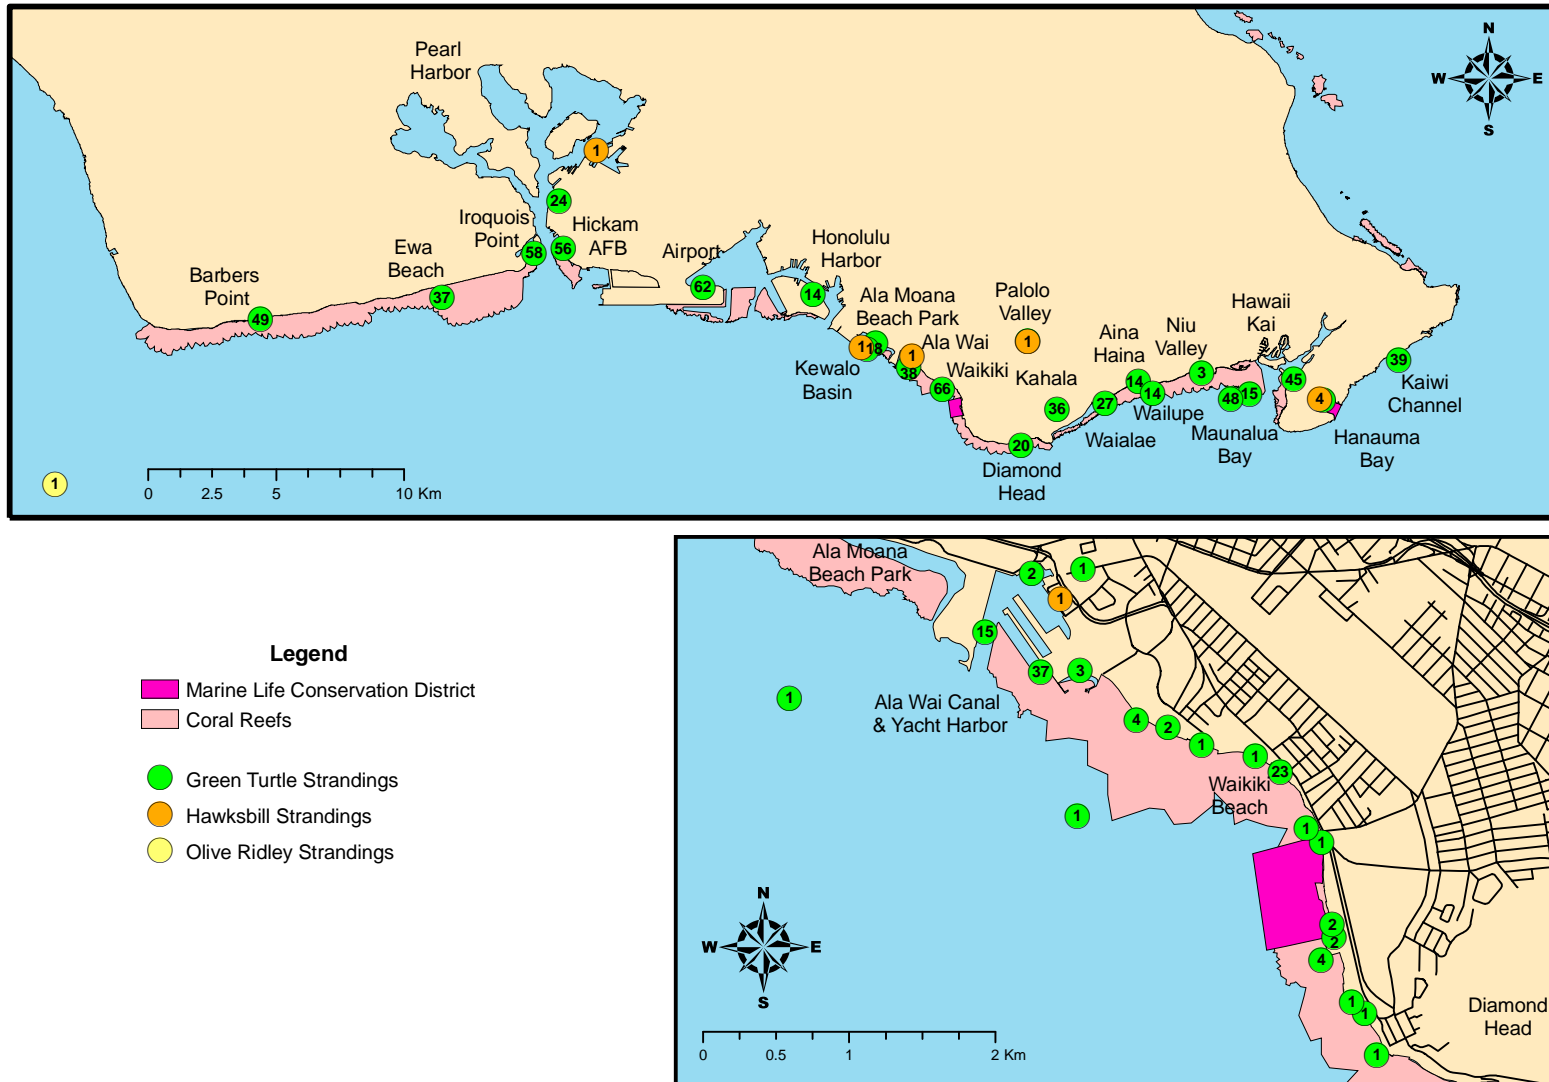 Pearl
Harbor
N
W E
S
1
24
Iroquois
Point
Hickam
AFB
58
56
Ewa
Beach
Airport
Honolulu
Harbor
Barbers
Point
37
62
14
49
Ala Moana
Beach Park
Palolo
Valley
Hawaii
Kai
1
18
1
Ala Wai
38
1
Aina
Haina
Niu
Valley
Kewalo
Basin
Waikiki
66
Kahala
36
27
14
14
3
48
15
45
4
39
Kaiwi
Channel
Wailupe
Waialae
Maunalua
Bay
Hanauma
Bay
20
Diamond
Head
1
0 2.5 5 10 Km
Ala Moana
Beach Park
2
1
1
15
37
3
1
Ala Wai Canal
& Yacht Harbor
4
2
1
1
23
Waikiki
Beach
1
1
1
2
2
4
1
1
1
Diamond
Head
N
W E
S
0 0.5 1 2 Km
Legend
Marine Life Conservation District
Coral Reefs
Green Turtle Strandings
Hawksbill Strandings
Olive Ridley Strandings